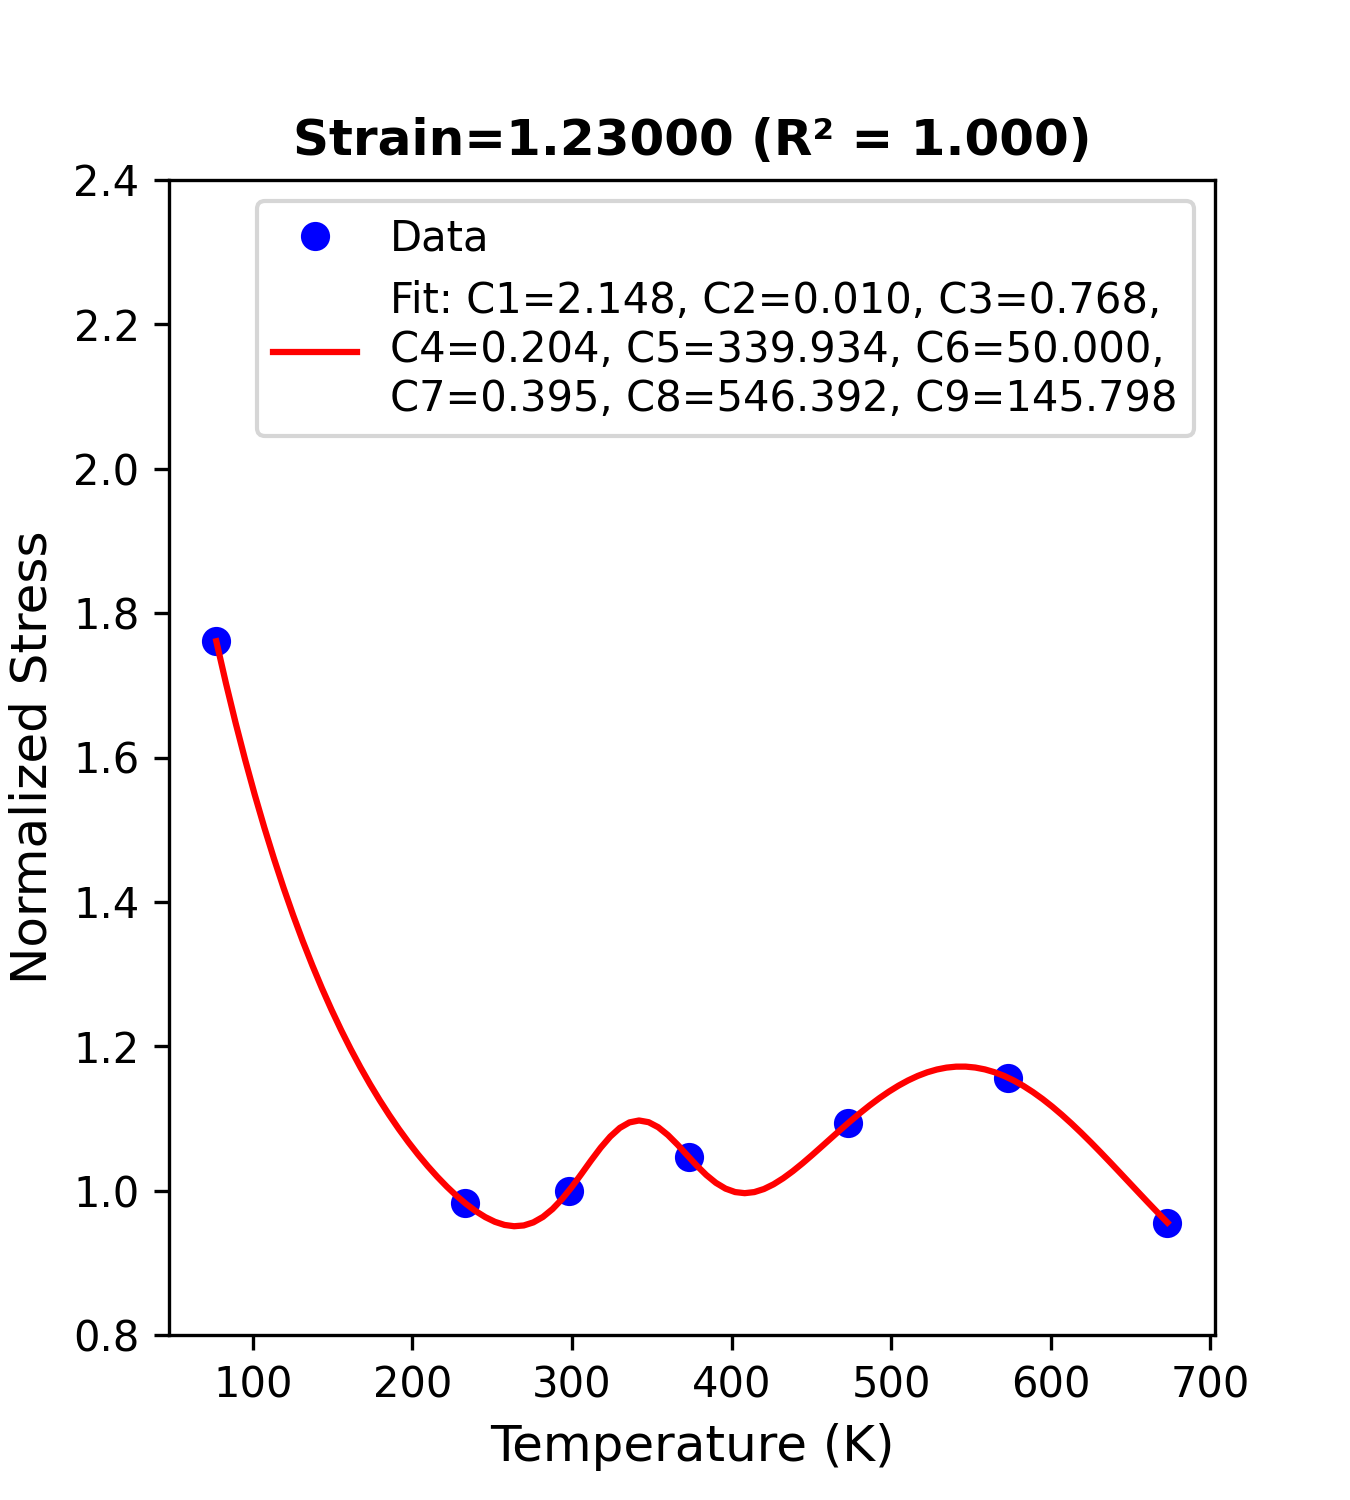 Strain=1.23000 (R² = 1.000)
2.4
2.2
2.0
1.8
1.6
1.4
1.2
1.0
0.8
Normalized Stress
Data
Fit: C1=2.148, C2=0.010, C3=0.768,
C4=0.204, C5=339.934, C6=50.000,
C7=0.395, C8=546.392, C9=145.798
100 200 300 400 500 600 700
Temperature (K)